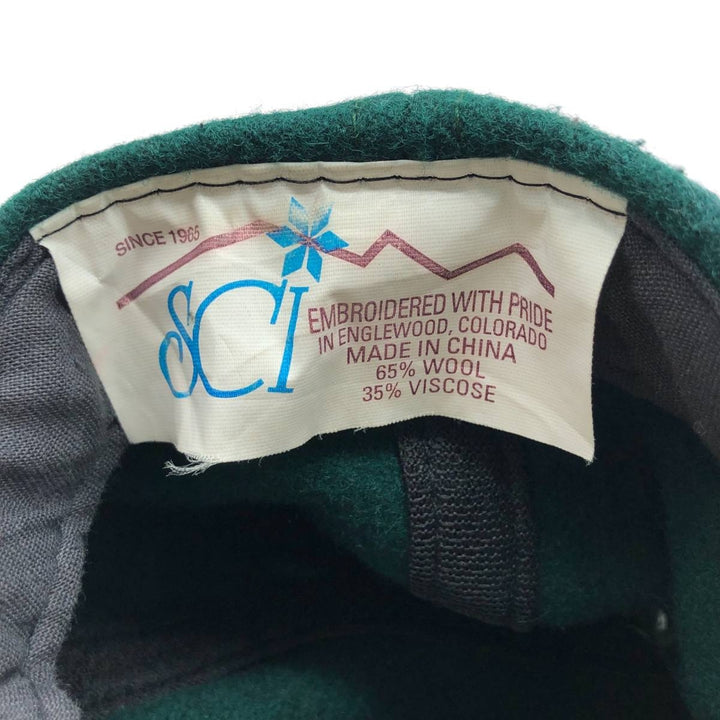 SINCE 1965
SCI
EMBROIDERED WITH PRIDE
IN ENGLEWOOD, COLORADO
MADE IN CHINA
65% WOOL
35% VISCOSE